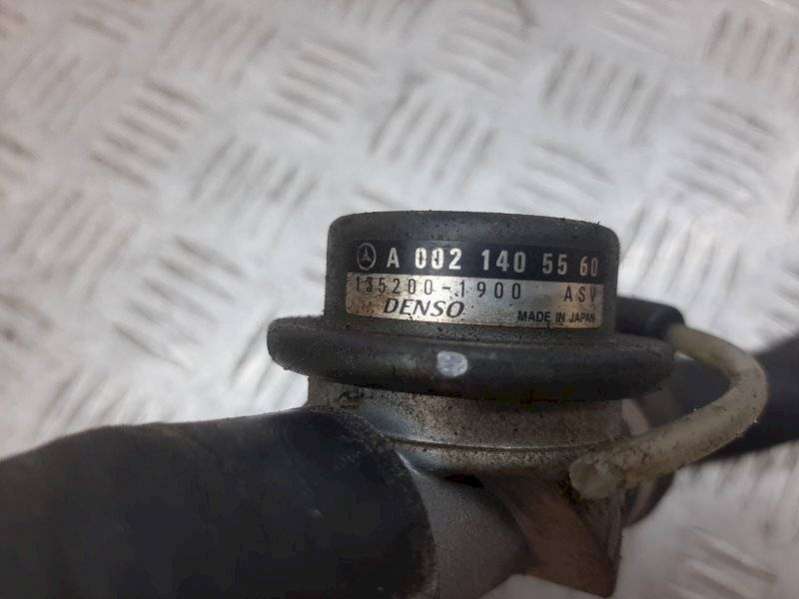 A 002 140 55 60
135200-1900 ASV
DENSO MADE IN JAPAN